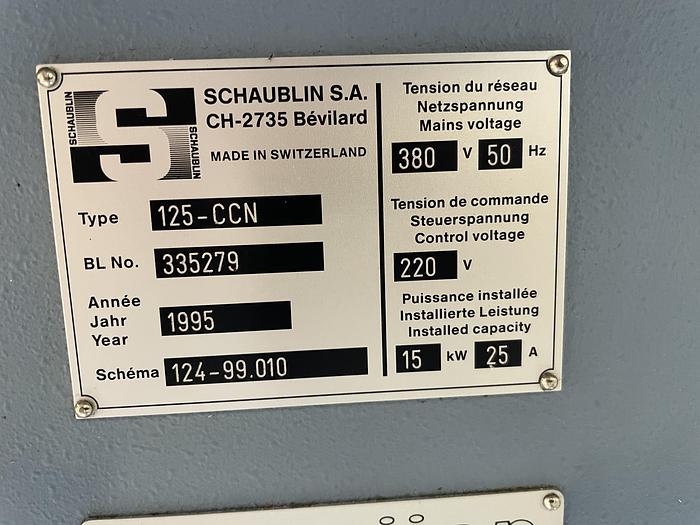 SCHAUBLIN
SCHAUBLIN
SCHAUBLIN S.A.
CH-2735 Bévilard
MADE IN SWITZERLAND
Type 125-CCN
BL No. 335279
Année
Jahr
Year
1995
Schéma 124-99.010
Tension du réseau
Netzspannung
Mains voltage
380 V 50 Hz
Tension de commande
Steuerspannung
Control voltage
220 V
Puissance installée
Installierte Leistung
Installed capacity
15 kW 25 A